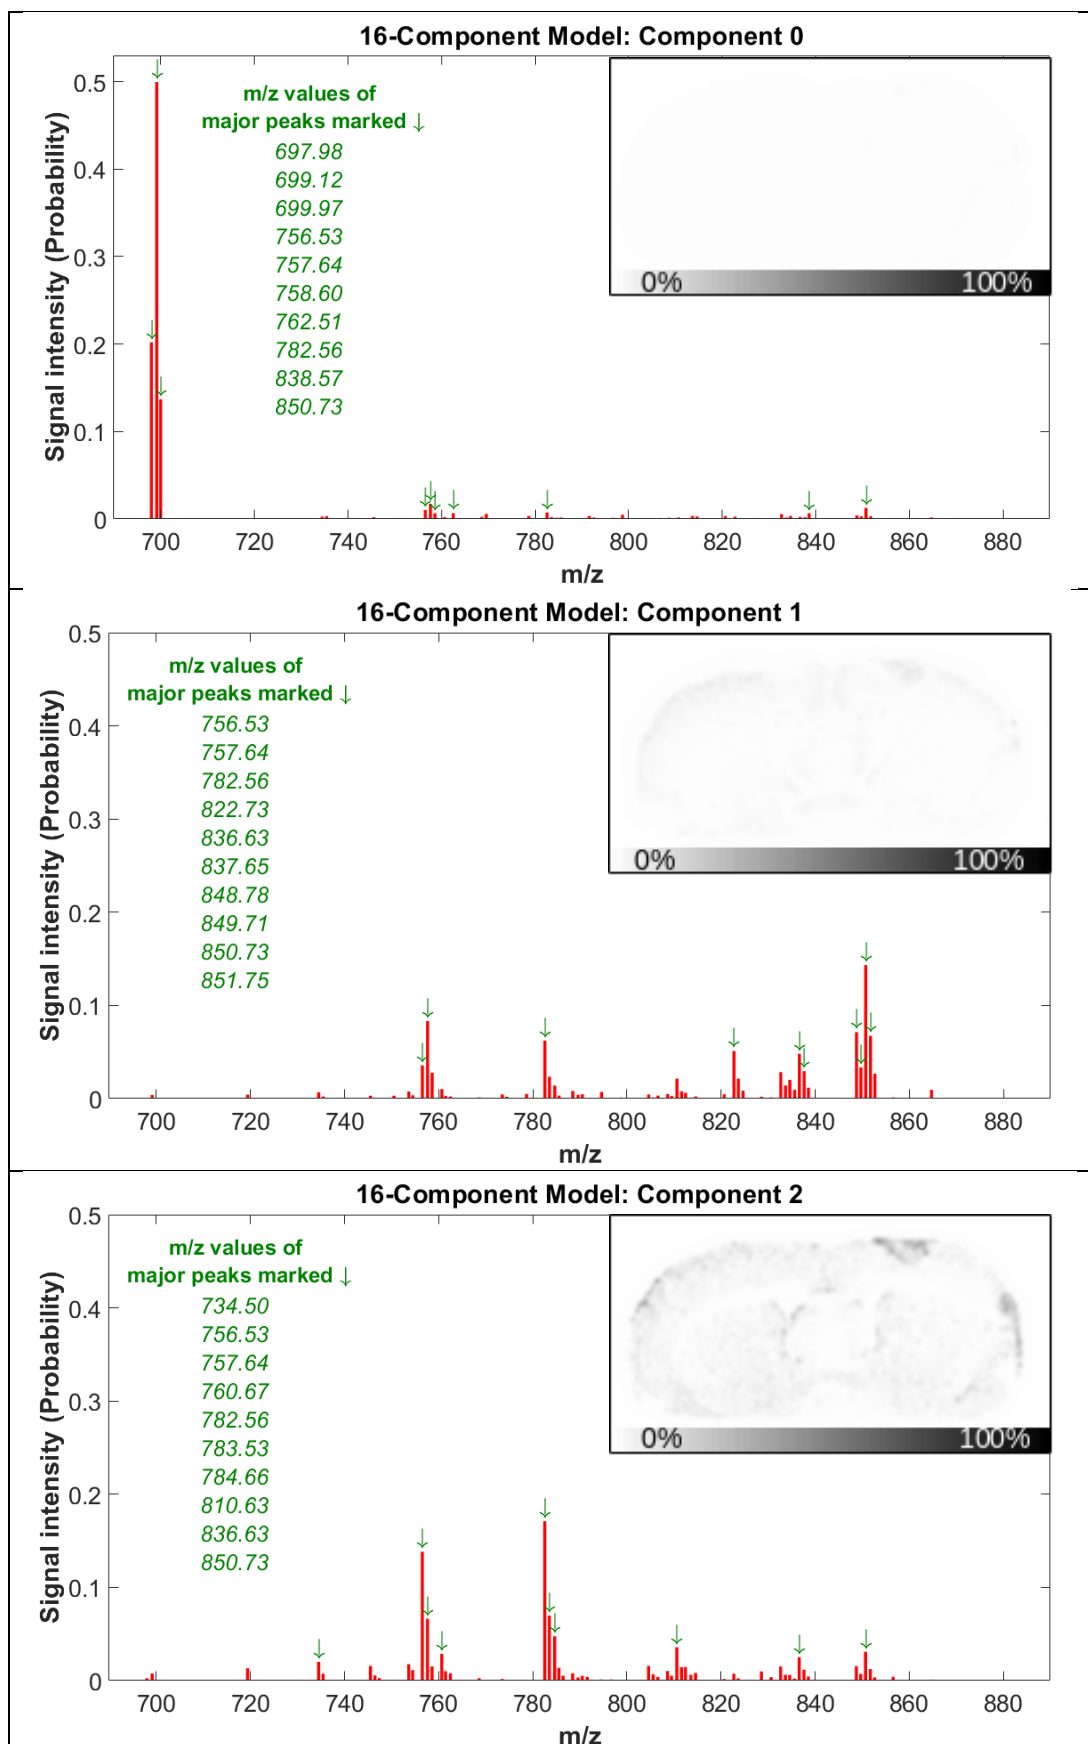 16-Component Model: Component 0
Signal intensity (Probability)
0.5
0.4
0.3
0.2
0.1
0
m/z values of
major peaks marked ↓
697.98
699.12
699.97
756.53
757.64
758.60
762.51
782.56
838.57
850.73
0% 100%
700 720 740 760 780 800 820 840 860 880
m/z
16-Component Model: Component 1
Signal intensity (Probability)
0.5
0.4
0.3
0.2
0.1
0
m/z values of
major peaks marked ↓
756.53
757.64
782.56
822.73
836.63
837.65
848.78
849.71
850.73
851.75
0% 100%
700 720 740 760 780 800 820 840 860 880
m/z
16-Component Model: Component 2
Signal intensity (Probability)
0.5
0.4
0.3
0.2
0.1
0
m/z values of
major peaks marked ↓
734.50
756.53
757.64
760.67
782.56
783.53
784.66
810.63
836.63
850.73
0% 100%
700 720 740 760 780 800 820 840 860 880
m/z